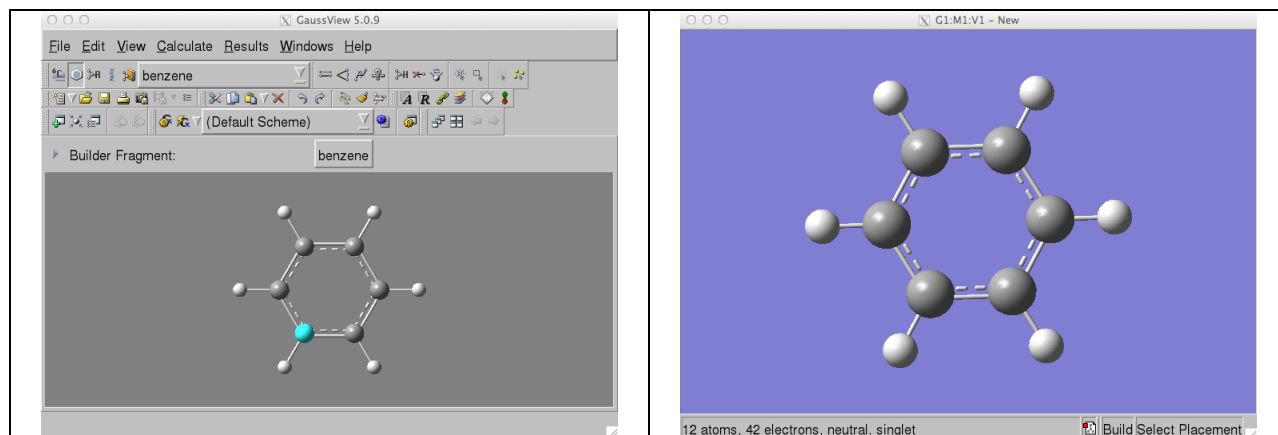 GaussView 5.0.9
File Edit View Calculate Results Windows Help
benzene
(Default Scheme)
Builder Fragment: benzene
G1:M1:V1 – New
12 atoms, 42 electrons, neutral, singlet Build Select Placement